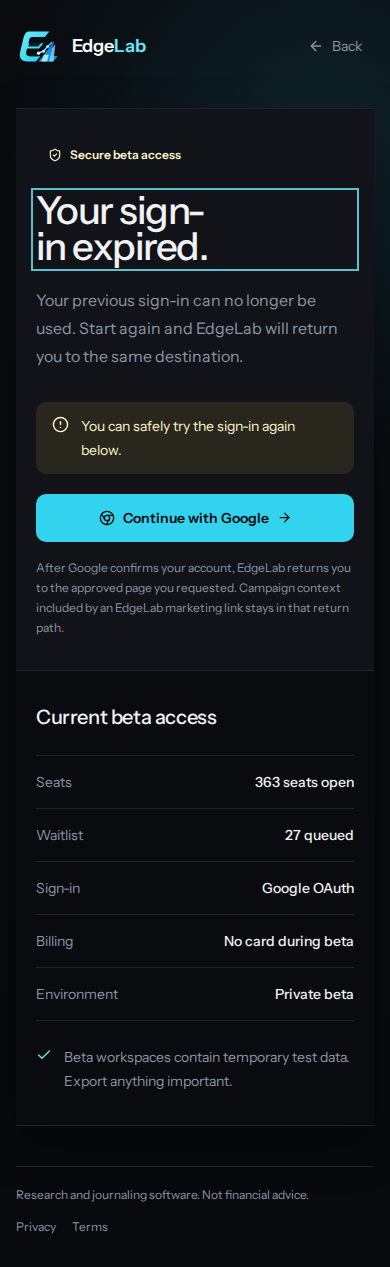 EdgeLab
Back
Secure beta access
Your sign-
in expired.
Your previous sign-in can no longer be
used. Start again and EdgeLab will return
you to the same destination.
You can safely try the sign-in again
below.
Continue with Google
After Google confirms your account, EdgeLab returns you
to the approved page you requested. Campaign context
included by an EdgeLab marketing link stays in that return
path.
Current beta access
Seats 363 seats open
Waitlist 27 queued
Sign-in Google OAuth
Billing No card during beta
Environment Private beta
Beta workspaces contain temporary test data.
Export anything important.
Research and journaling software. Not financial advice.
Privacy Terms